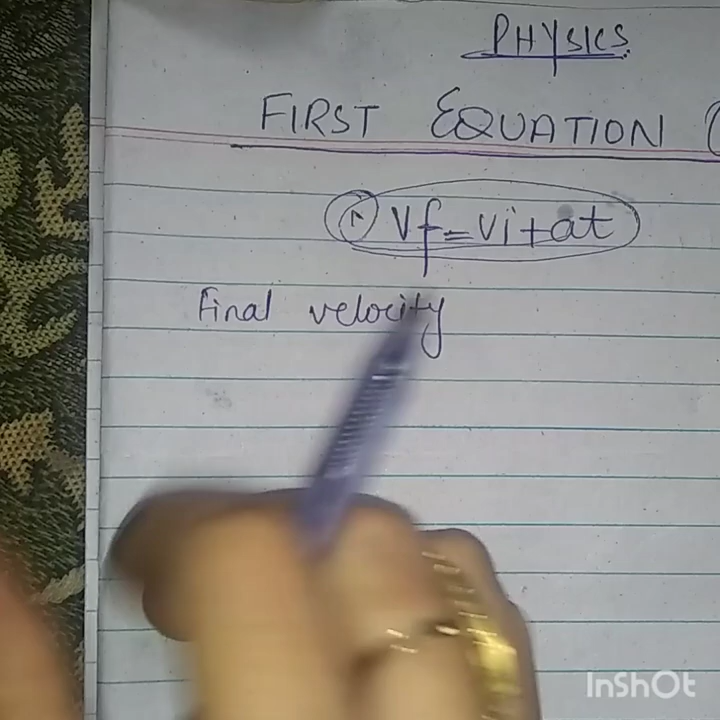 PHYSICS.
FIRST EQUATION (
Vf=Vi+at
Final velocity
InShOt